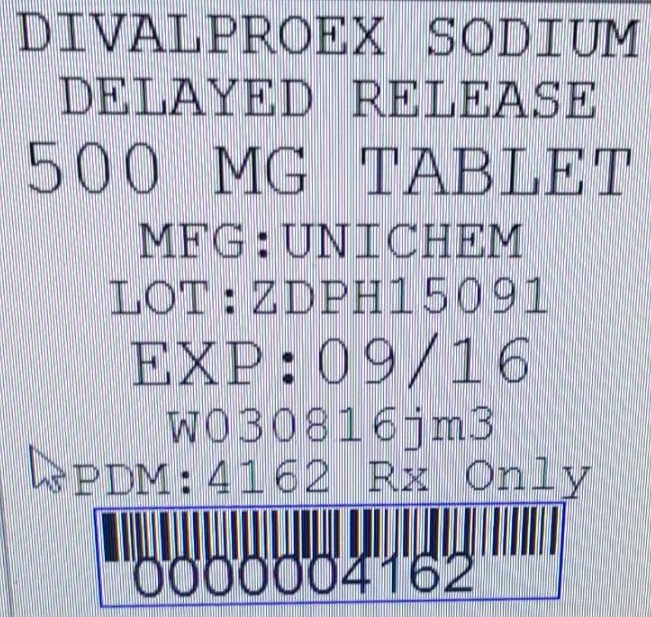 DIVALPROEX SODIUM
DELAYED RELEASE
500 MG TABLET
MFG:UNICHEM
LOT:ZDPH15091
EXP:09/16
W030816jm3
PDM:4162 Rx Only
0000004162